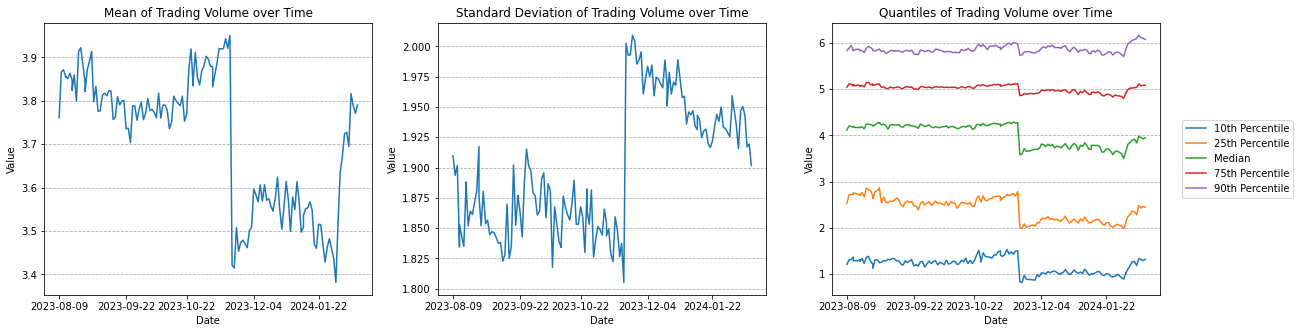 Mean of Trading Volume over Time
Value
3.9
3.8
3.7
3.6
3.5
3.4
2023-08-09
2023-09-22
2023-10-22
2023-12-04
2024-01-22
Date
Standard Deviation of Trading Volume over Time
Value
2.000
1.975
1.950
1.925
1.900
1.875
1.850
1.825
1.800
2023-08-09
2023-09-22
2023-10-22
2023-12-04
2024-01-22
Date
Quantiles of Trading Volume over Time
Value
6
5
4
3
2
1
2023-08-09
2023-09-22
2023-10-22
2023-12-04
2024-01-22
Date
10th Percentile
25th Percentile
Median
75th Percentile
90th Percentile